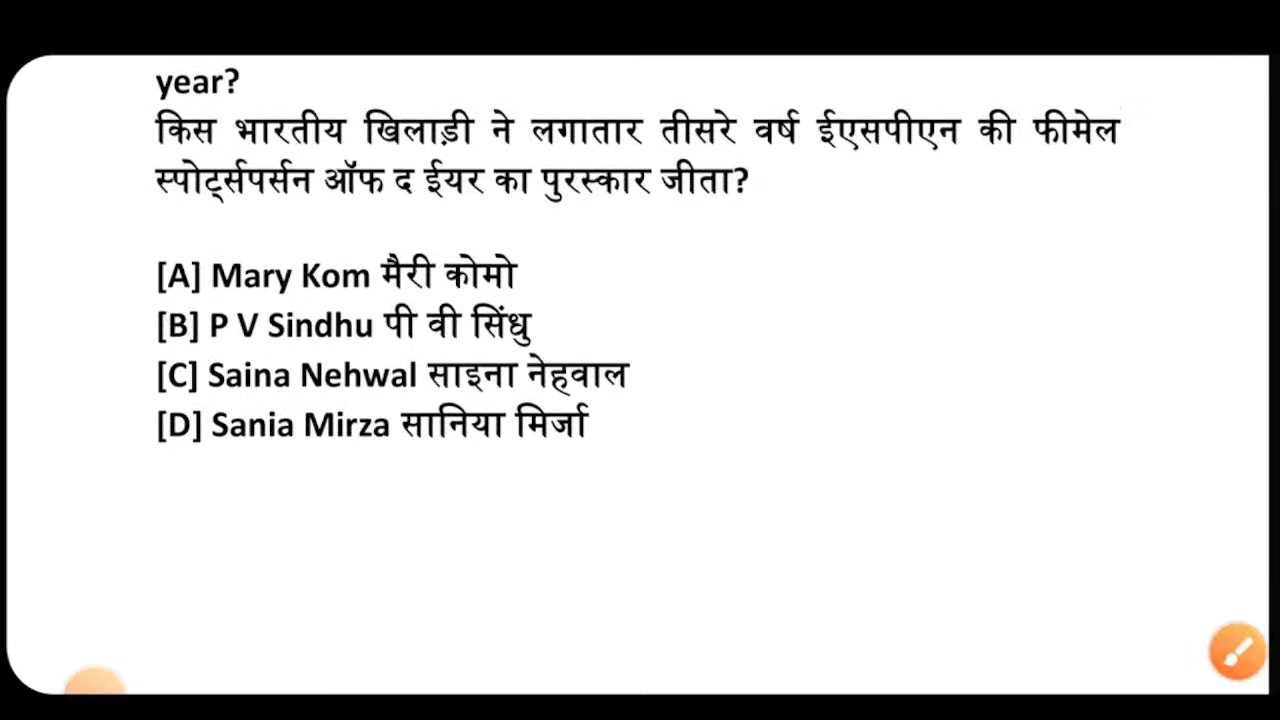 year?
किस भारतीय खिलाड़ी ने लगातार तीसरे वर्ष ईएसपीएन की फीमेल
स्पोर्ट्सपर्सन ऑफ द ईयर का पुरस्कार जीता?
[A] Mary Kom मैरी कोमो
[B] P V Sindhu पी वी सिंधु
[C] Saina Nehwal साइना नेहवाल
[D] Sania Mirza सानिया मिर्जा